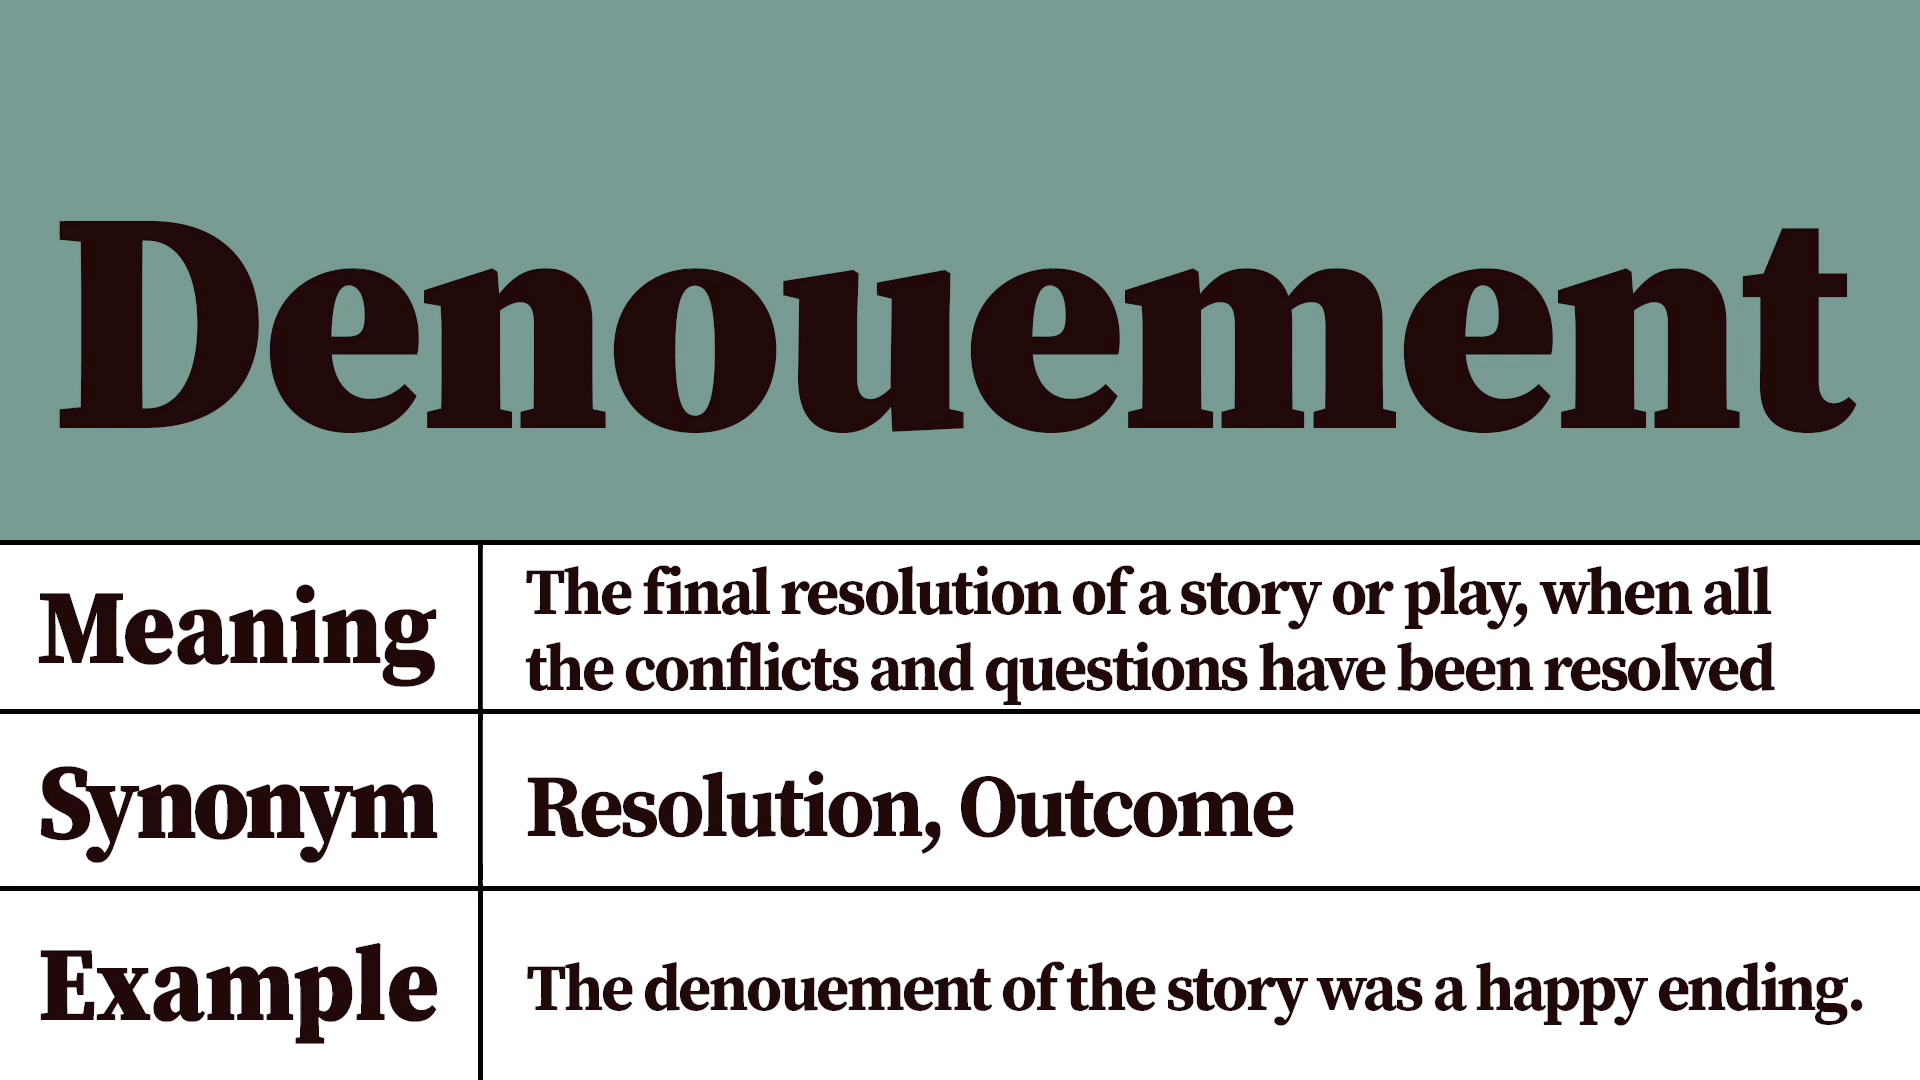 Denouement
Meaning
The final resolution of a story or play, when all
the conflicts and questions have been resolved
Synonym
Resolution, Outcome
Example
The denouement of the story was a happy ending.